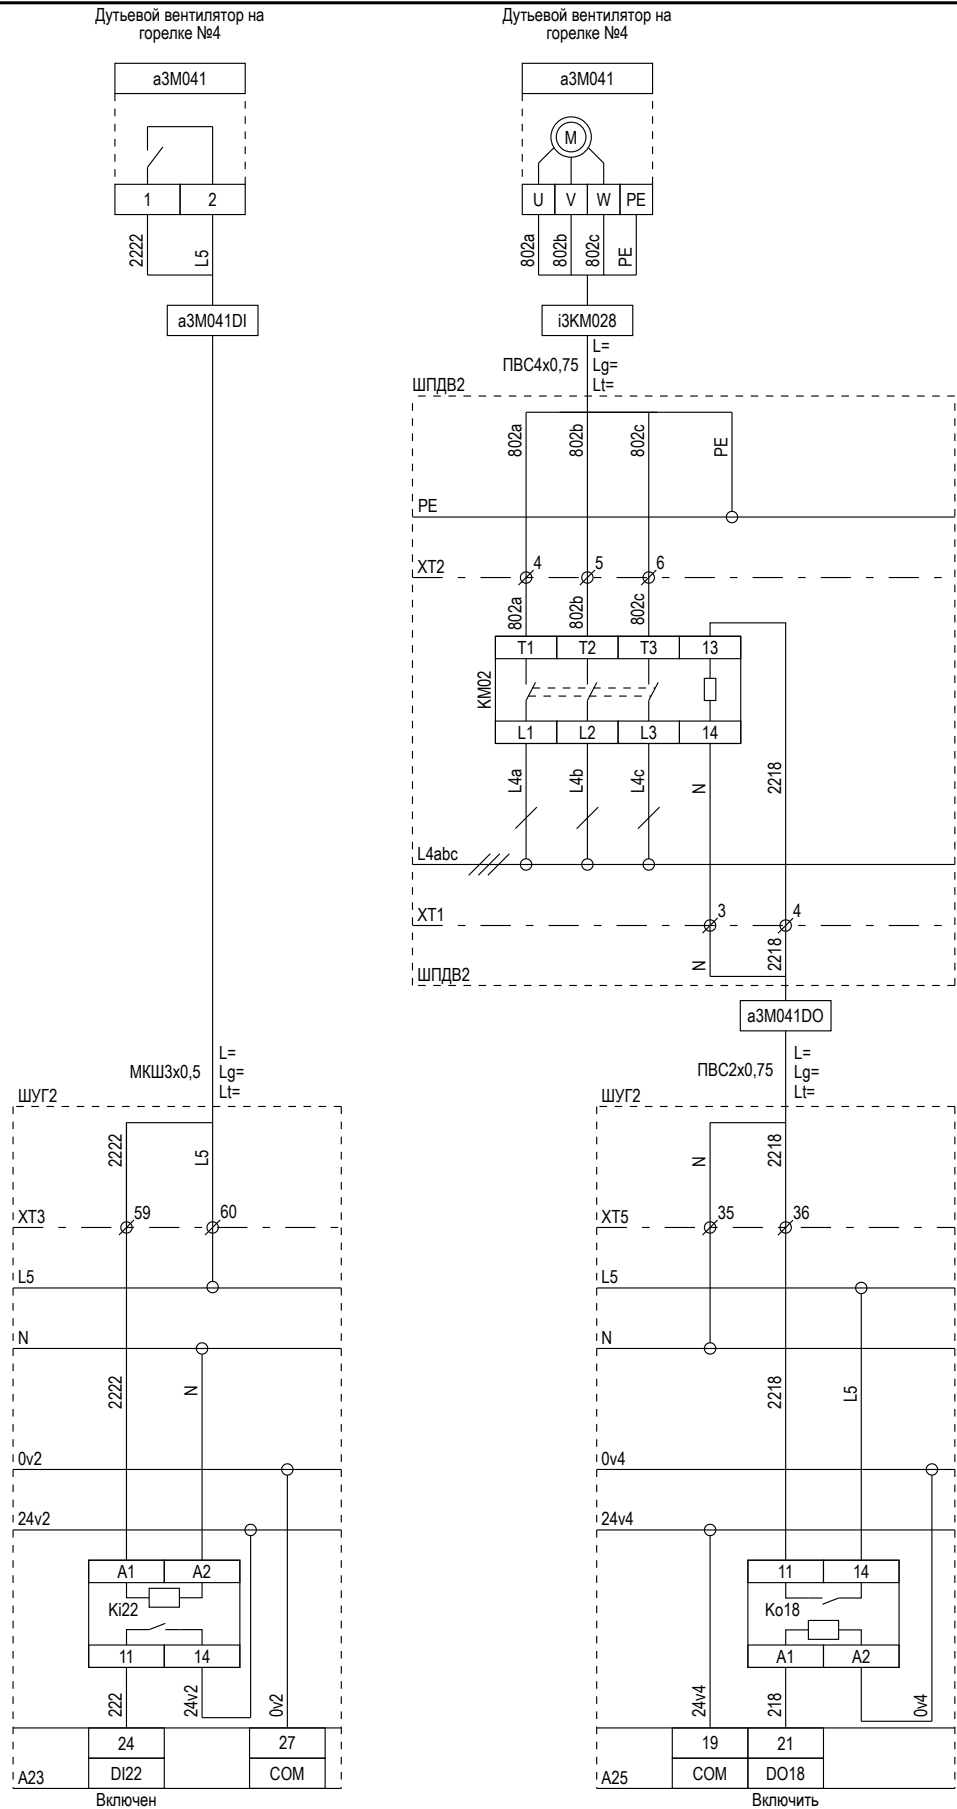 Дутьевой вентилятор на
горелке №4
Дутьевой вентилятор на
горелке №4
а3М041
а3М041
М
1
2
U
V
W
PE
2222
L5
802a
802b
802c
PE
а3М041DI
i3KM028
ПВС4х0,75
L=
Lg=
Lt=
ШПДВ2
802a
802b
802c
PE
PE
XT2
4
5
6
802a
802b
802c
T1
T2
T3
13
KM02
L1
L2
L3
14
L4a
L4b
L4c
N
2218
L4abc
XT1
3
4
N
2218
ШПДВ2
а3М041DO
МКШ3х0,5
L=
Lg=
Lt=
ПВС2х0,75
L=
Lg=
Lt=
ШУГ2
ШУГ2
2222
L5
N
2218
XT3
59
60
XT5
35
36
L5
L5
N
N
2222
N
2218
L5
0v2
0v4
24v2
24v4
A1
A2
11
14
Ki22
Ko18
11
14
A1
A2
222
24v2
0v2
24v4
218
0v4
24
27
19
21
A23
DI22
COM
A25
COM
DO18
Включен
Включить